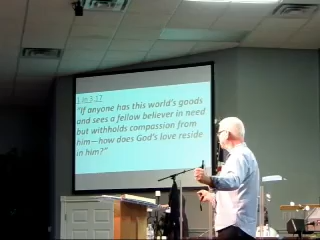 1 Jn 3:17
"If anyone has this world's goods
and sees a fellow believer in need
but withholds compassion from
him—how does God's love reside
in him?"